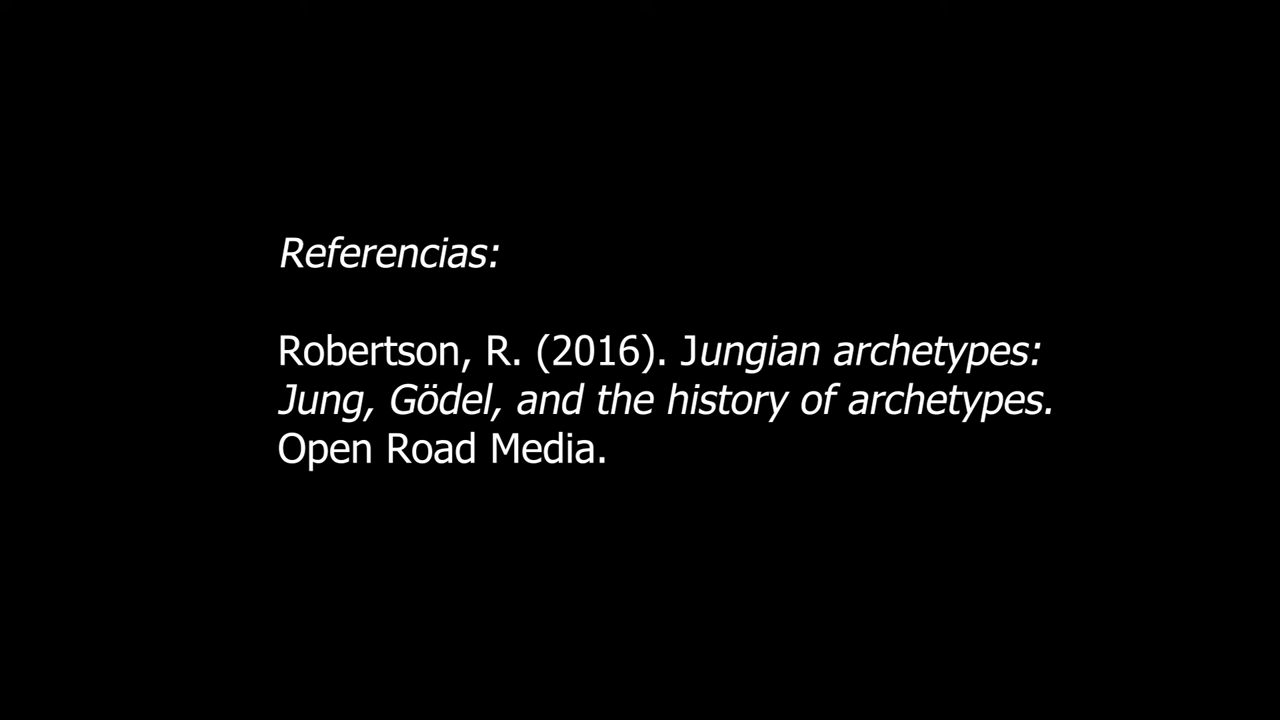 Referencias:
Robertson, R. (2016). Jungian archetypes:
Jung, Gödel, and the history of archetypes.
Open Road Media.